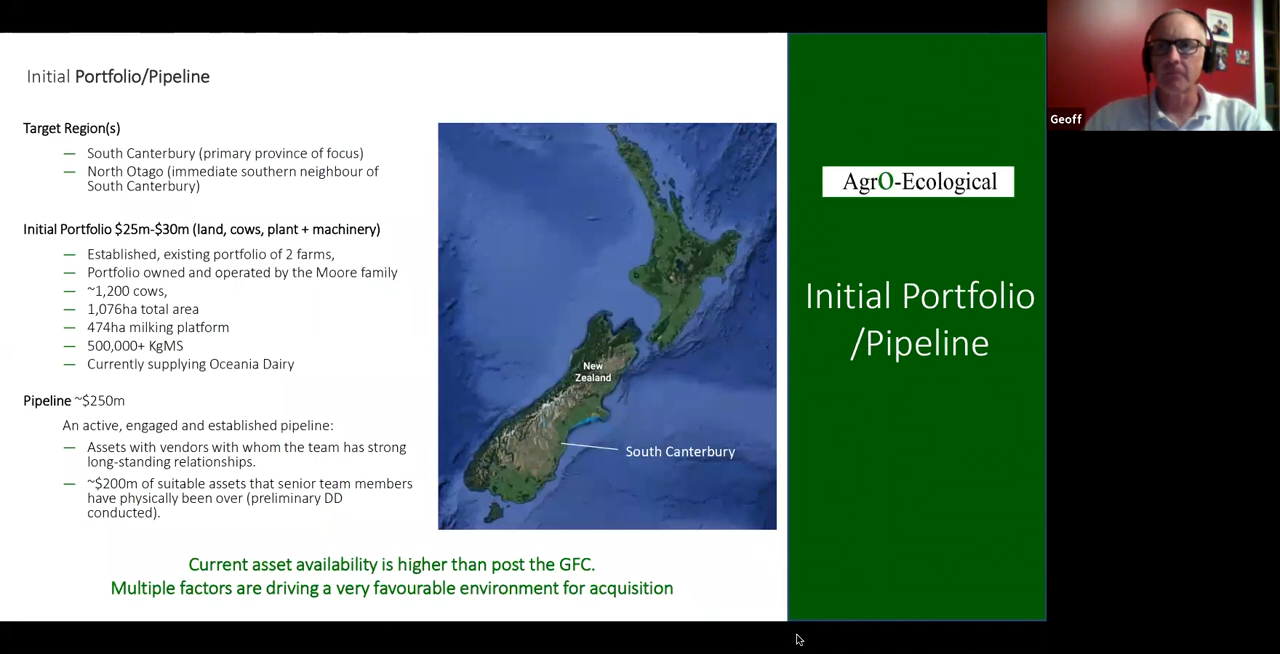 Initial Portfolio/Pipeline
Target Region(s)
— South Canterbury (primary province of focus)
— North Otago (immediate southern neighbour of
South Canterbury)
Initial Portfolio $25m-$30m (land, cows, plant + machinery)
— Established, existing portfolio of 2 farms,
— Portfolio owned and operated by the Moore family
— ~1,200 cows,
— 1,076ha total area
— 474ha milking platform
— 500,000+ KgMS
— Currently supplying Oceania Dairy
Pipeline ~$250m
An active, engaged and established pipeline:
— Assets with vendors with whom the team has strong
long-standing relationships.
— ~$200m of suitable assets that senior team members
have physically been over (preliminary DD
conducted).
New
Zealand
South Canterbury
Current asset availability is higher than post the GFC.
Multiple factors are driving a very favourable environment for acquisition
AgrO-Ecological
Initial Portfolio
/Pipeline
Geoff